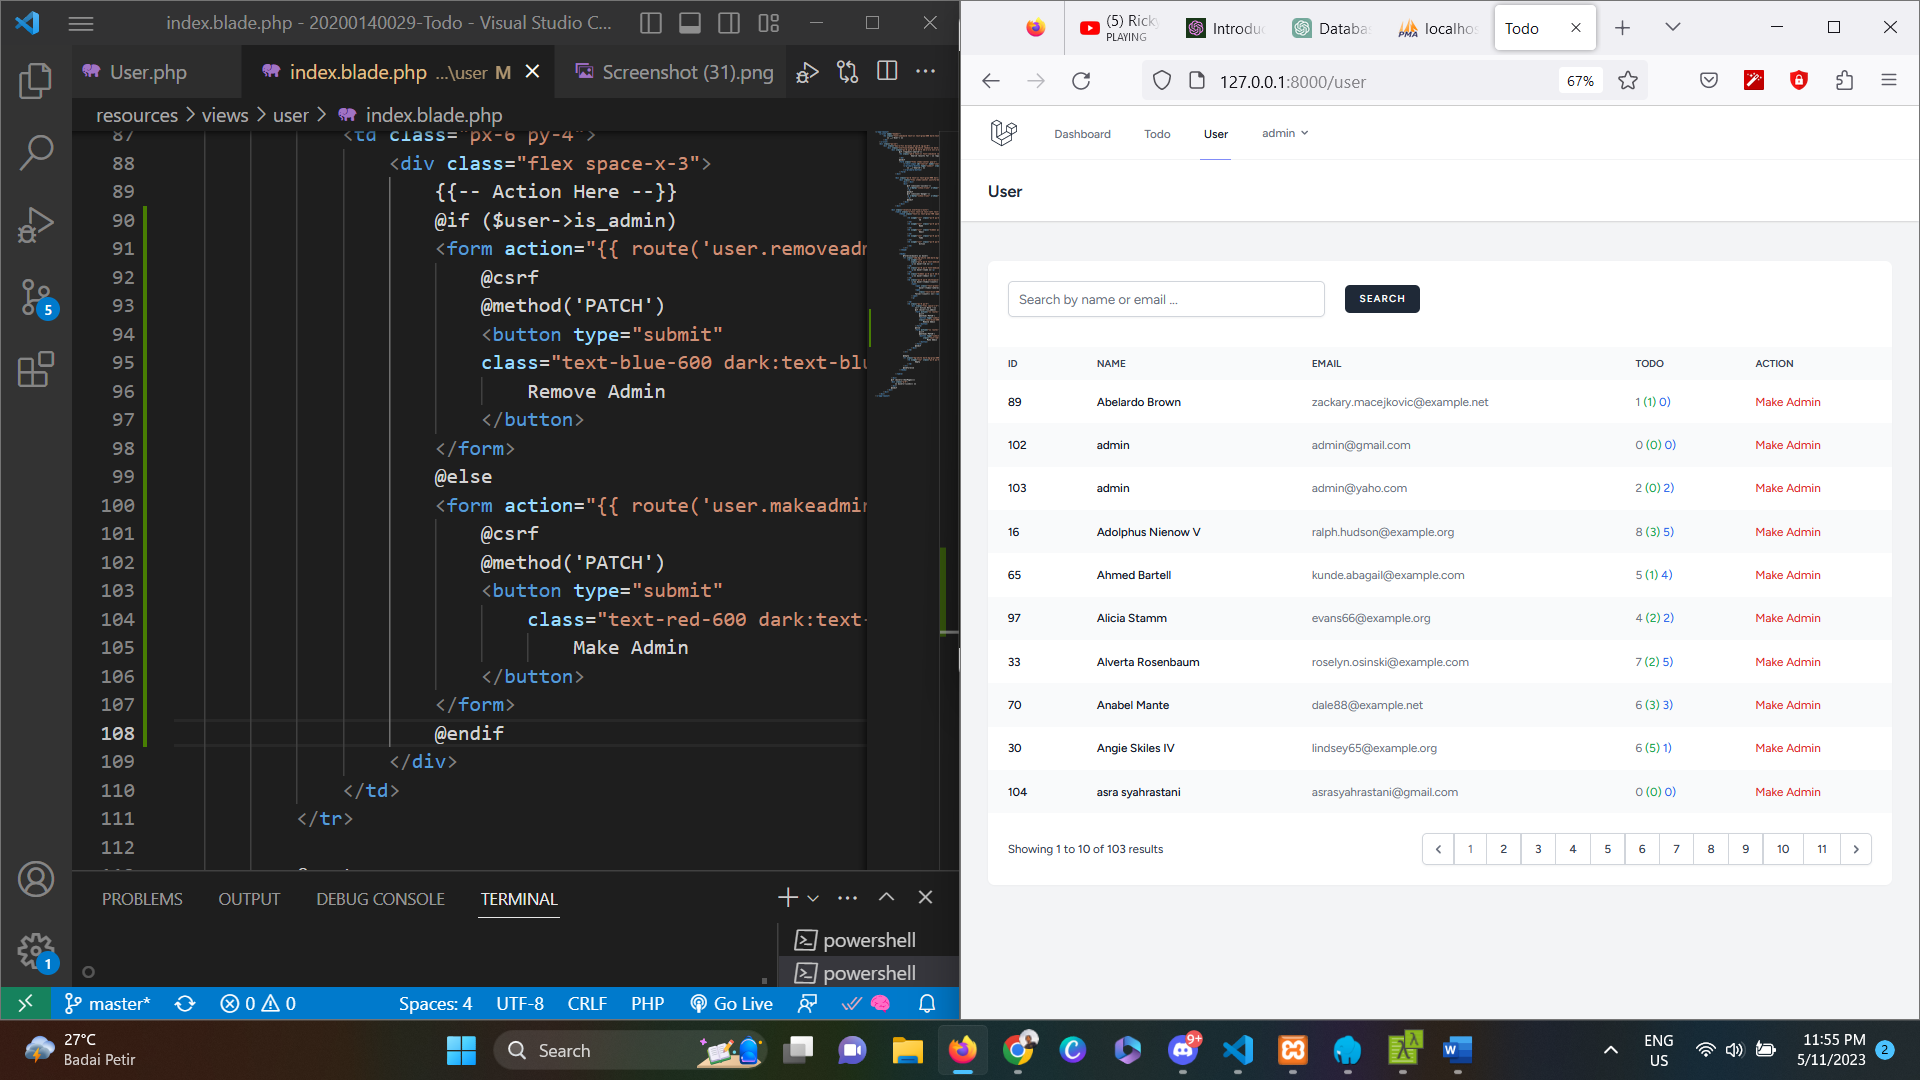 index.blade.php - 20200140029-Todo - Visual Studio C...
User.php
index.blade.php ...\user M
Screenshot (31).png
resources > views > user > index.blade.php
87 <td class="px-6 py-4">
88 <div class="flex space-x-3">
89 {{-- Action Here --}}
90 @if ($user->is_admin)
91 <form action="{{ route('user.removeadm
92 @csrf
93 @method('PATCH')
94 <button type="submit"
95 class="text-blue-600 dark:text-blu
96 Remove Admin
97 </button>
98 </form>
99 @else
100 <form action="{{ route('user.makeadmin
101 @csrf
102 @method('PATCH')
103 <button type="submit"
104 class="text-red-600 dark:text-
105 Make Admin
106 </button>
107 </form>
108 @endif
109 </div>
110 </td>
111 </tr>
112
5
1
PROBLEMS OUTPUT DEBUG CONSOLE TERMINAL
powershell
powershell
master* 0 0 Spaces: 4 UTF-8 CRLF PHP Go Live
(5) Ricky
PLAYING
Introduc
Databas
PMA localhos
Todo
127.0.0.1:8000/user 67%
Dashboard Todo User admin
User
Search by name or email ... SEARCH
ID NAME EMAIL TODO ACTION
89 Abelardo Brown zackary.macejkovic@example.net 1 (1) 0) Make Admin
102 admin admin@gmail.com 0 (0) 0) Make Admin
103 admin admin@yaho.com 2 (0) 2) Make Admin
16 Adolphus Nienow V ralph.hudson@example.org 8 (3) 5) Make Admin
65 Ahmed Bartell kunde.abagail@example.com 5 (1) 4) Make Admin
97 Alicia Stamm evans66@example.org 4 (2) 2) Make Admin
33 Alverta Rosenbaum roselyn.osinski@example.com 7 (2) 5) Make Admin
70 Anabel Mante dale88@example.net 6 (3) 3) Make Admin
30 Angie Skiles IV lindsey65@example.org 6 (5) 1) Make Admin
104 asra syahrastani asrasyahrastani@gmail.com 0 (0) 0) Make Admin
Showing 1 to 10 of 103 results
1 2 3 4 5 6 7 8 9 10 11
27°C
Badai Petir
Search
9+
ENG
US
11:55 PM
5/11/2023
2